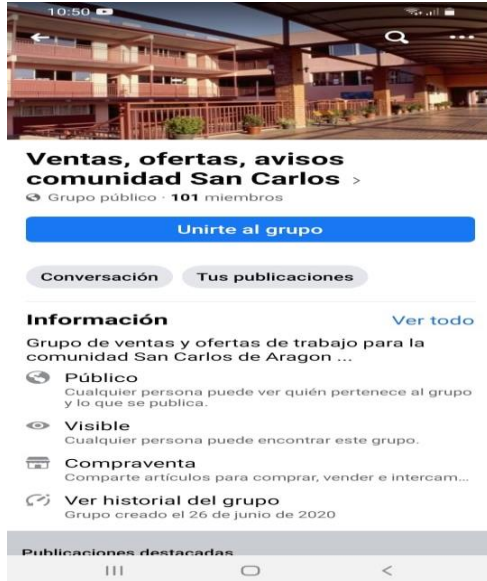 10:50
Ventas, ofertas, avisos
comunidad San Carlos >
Grupo público · 101 miembros
Unirte al grupo
Conversación Tus publicaciones
Información Ver todo
Grupo de ventas y ofertas de trabajo para la
comunidad San Carlos de Aragon ...
Público
Cualquier persona puede ver quién pertenece al grupo
y lo que se publica.
Visible
Cualquier persona puede encontrar este grupo.
Compraventa
Comparte artículos para comprar, vender e intercam...
Ver historial del grupo
Grupo creado el 26 de junio de 2020
Publicaciones destacadas